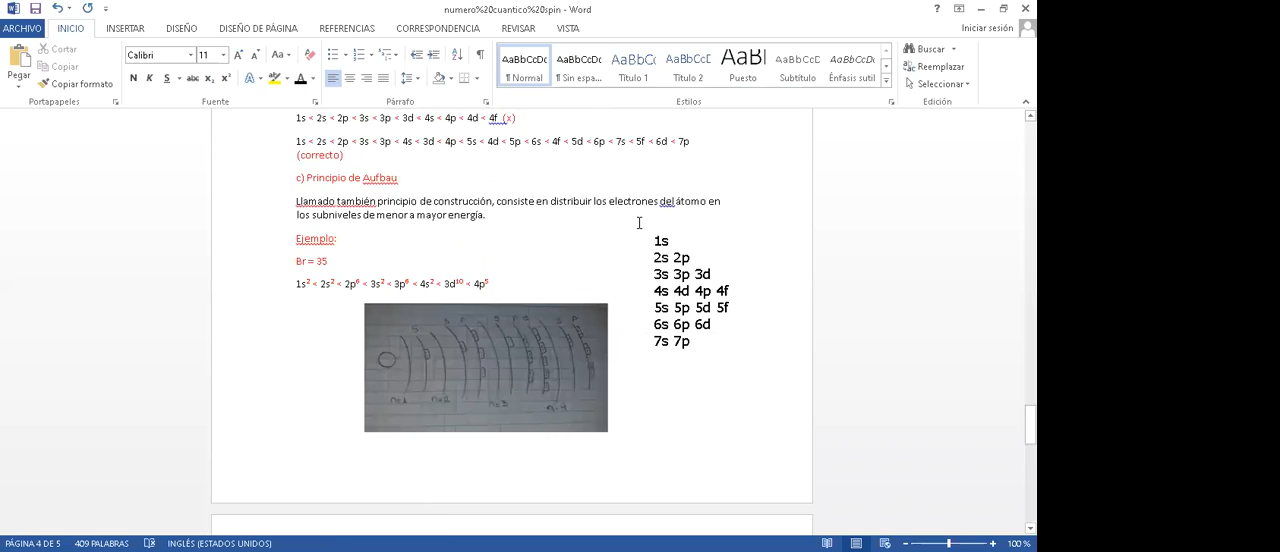 numero%20cuantico%20spin - Word
?
Iniciar sesión
ARCHIVO INICIO INSERTAR DISEÑO DISEÑO DE PÁGINA REFERENCIAS CORRESPONDENCIA REVISAR VISTA
Pegar
Cortar
Copiar
Copiar formato
Portapapeles
Calibri 11
N K S abc x₂ x²
Fuente
Párrafo
AaBbCcDc AaBbCcDc AaBbCc AaBbCcD AaBl AaBbCcD AaBbCcDc
¶ Normal ¶ Sin espa... Título 1 Título 2 Puesto Subtítulo Énfasis sutil
Estilos
Buscar
Reemplazar
Seleccionar
Edición
1s < 2s < 2p < 3s < 3p < 3d < 4s < 4p < 4d < 4f (x)
1s < 2s < 2p < 3s < 3p < 4s < 3d < 4p < 5s < 4d < 5p < 6s < 4f < 5d < 6p < 7s < 5f < 6d < 7p
(correcto)
c) Principio de Aufbau
Llamado también principio de construcción, consiste en distribuir los electrones del átomo en
los subniveles de menor a mayor energía.
Ejemplo:
Br = 35
1s² < 2s² < 2p⁶ < 3s² < 3p⁶ < 4s² < 3d¹⁰ < 4p⁵
1s
2s 2p
3s 3p 3d
4s 4d 4p 4f
5s 5p 5d 5f
6s 6p 6d
7s 7p
n=2
n=3
n=4
PÁGINA 4 DE 5 409 PALABRAS INGLÉS (ESTADOS UNIDOS) 100 %